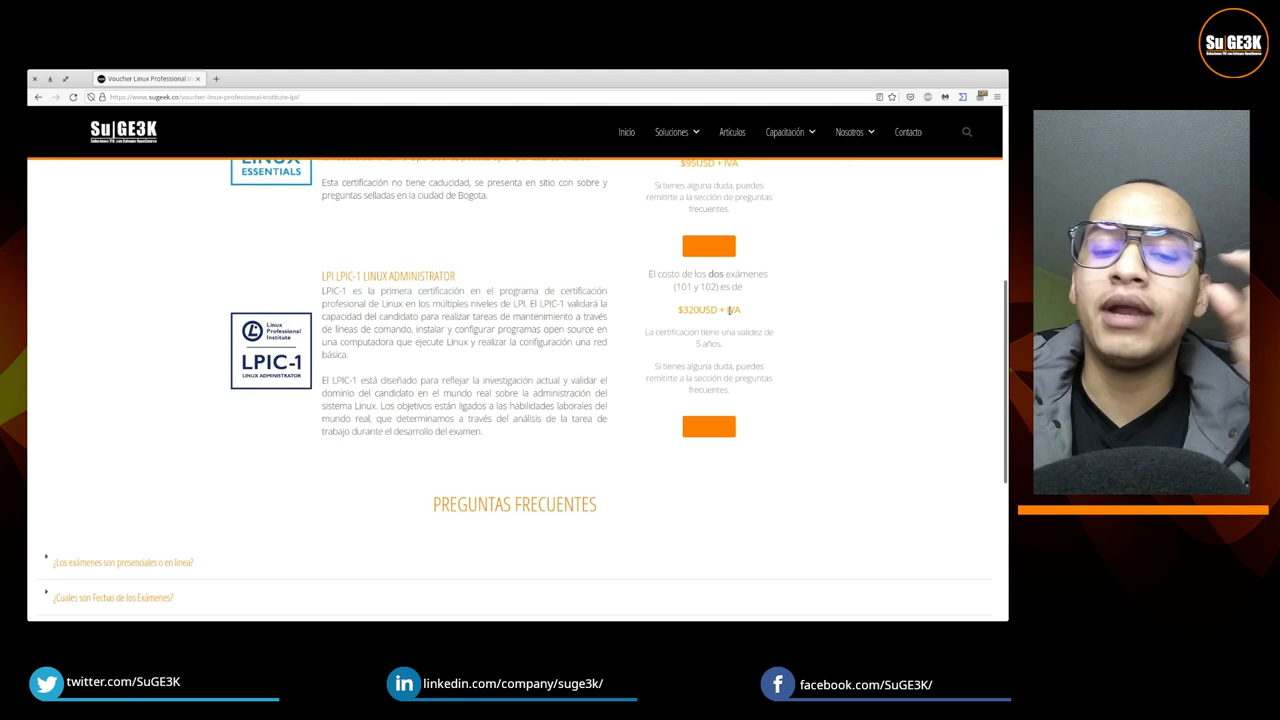 Su|GE3K
Soluciones TIC con Enfoque OpenSource
Voucher Linux Professional In
https://www.sugeek.co/voucher-linux-professional-institute-lpi/
Su|GE3K
Inicio
Soluciones
Artículos
Capacitación
Nosotros
Contacto
LINUX
ESSENTIALS
Esta certificación no tiene caducidad, se presenta en sitio con sobre y
preguntas selladas en la ciudad de Bogota.
$95USD + IVA
Si tienes alguna duda, puedes
remitirte a la sección de preguntas
frecuentes.
Linux
Professional
Institute
LPIC-1
LINUX ADMINISTRATOR
LPI LPIC-1 LINUX ADMINISTRATOR
LPIC-1 es la primera certificación en el programa de certificación
profesional de Linux en los múltiples niveles de LPI. El LPIC-1 validará la
capacidad del candidato para realizar tareas de mantenimiento a través
de líneas de comando, instalar y configurar programas open source en
una computadora que ejecute Linux y realizar la configuración una red
básica.
El LPIC-1 está diseñado para reflejar la investigación actual y validar el
dominio del candidato en el mundo real sobre la administración del
sistema Linux. Los objetivos están ligados a las habilidades laborales del
mundo real, que determinamos a través del análisis de la tarea de
trabajo durante el desarrollo del examen.
El costo de los dos exámenes
(101 y 102) es de
$320USD + IVA
La certificación tiene una validez de
5 años.
Si tienes alguna duda, puedes
remitirte a la sección de preguntas
frecuentes.
PREGUNTAS FRECUENTES
¿Los exámenes son presenciales o en línea?
¿Cuales son Fechas de los Exámenes?
twitter.com/SuGE3K
linkedin.com/company/suge3k/
facebook.com/SuGE3K/